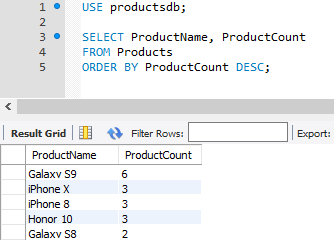 1 USE productsdb;
2
3 SELECT ProductName, ProductCount
4 FROM Products
5 ORDER BY ProductCount DESC;
Result Grid Filter Rows: Export:
ProductName ProductCount
Galaxy S9 6
iPhone X 3
iPhone 8 3
Honor 10 3
Galaxy S8 2